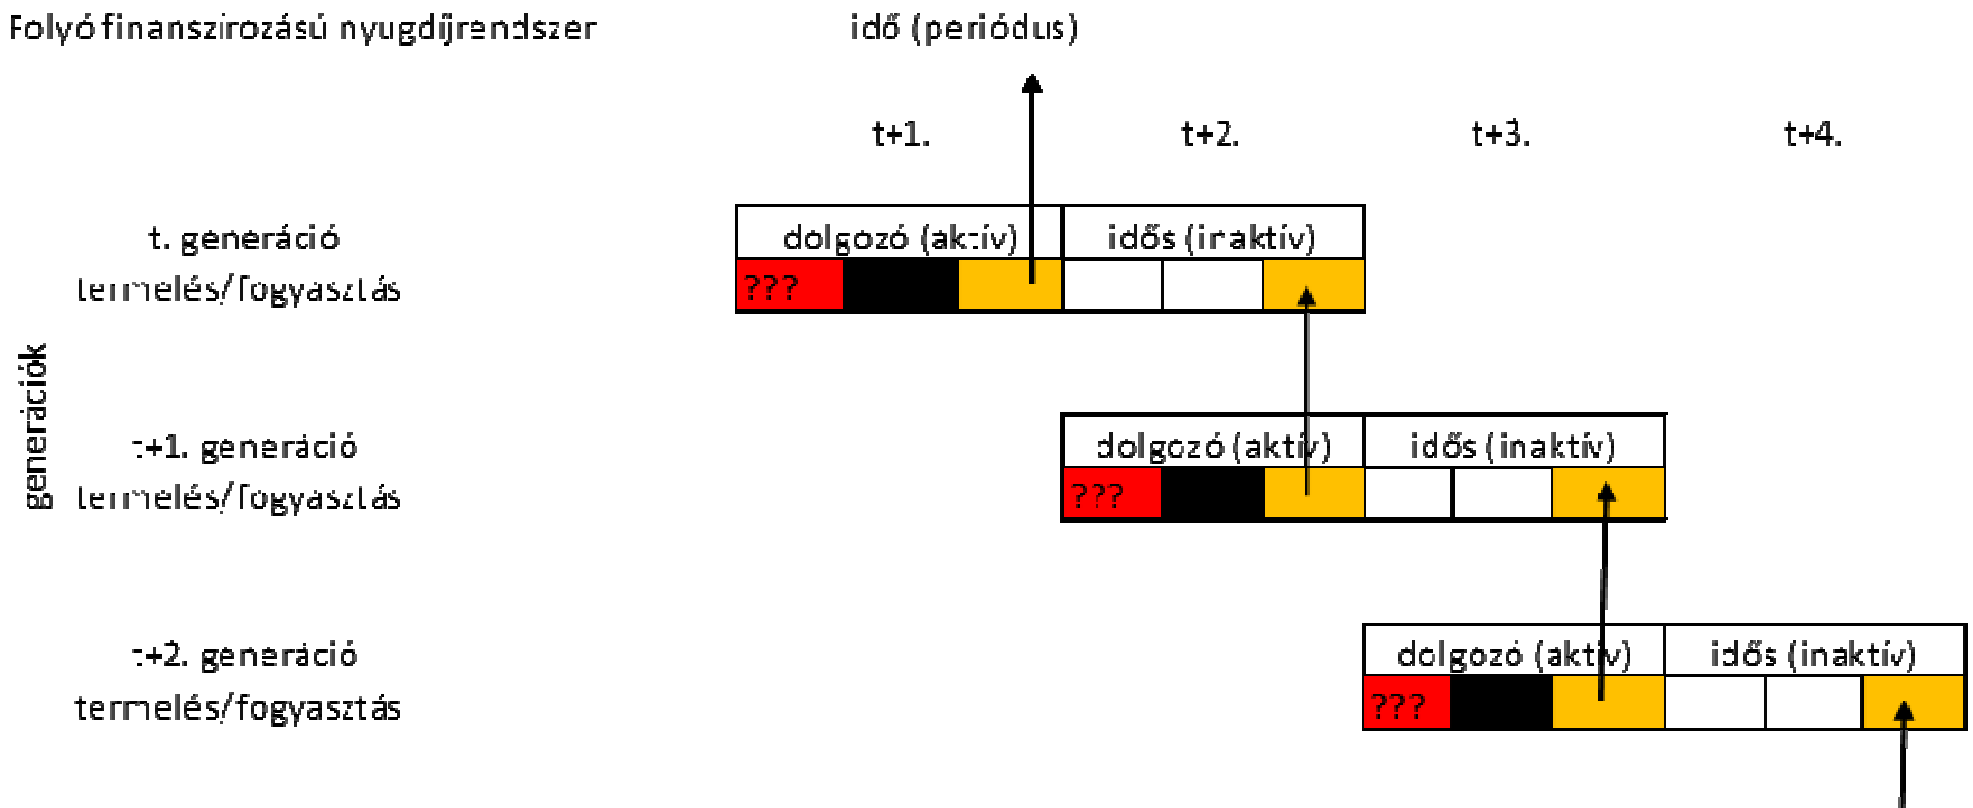 Folyó finanszírozású nyugdíjrendszer
idő (periódus)
t+1. t+2. t+3. t+4.
t. generáció
termelés/fogyasztás
dolgozó (aktív) idős (inaktív)
???
generációk
t+1. generáció
termelés/fogyasztás
dolgozó (aktív) idős (inaktív)
???
t+2. generáció
termelés/fogyasztás
dolgozó (aktív) idős (inaktív)
???